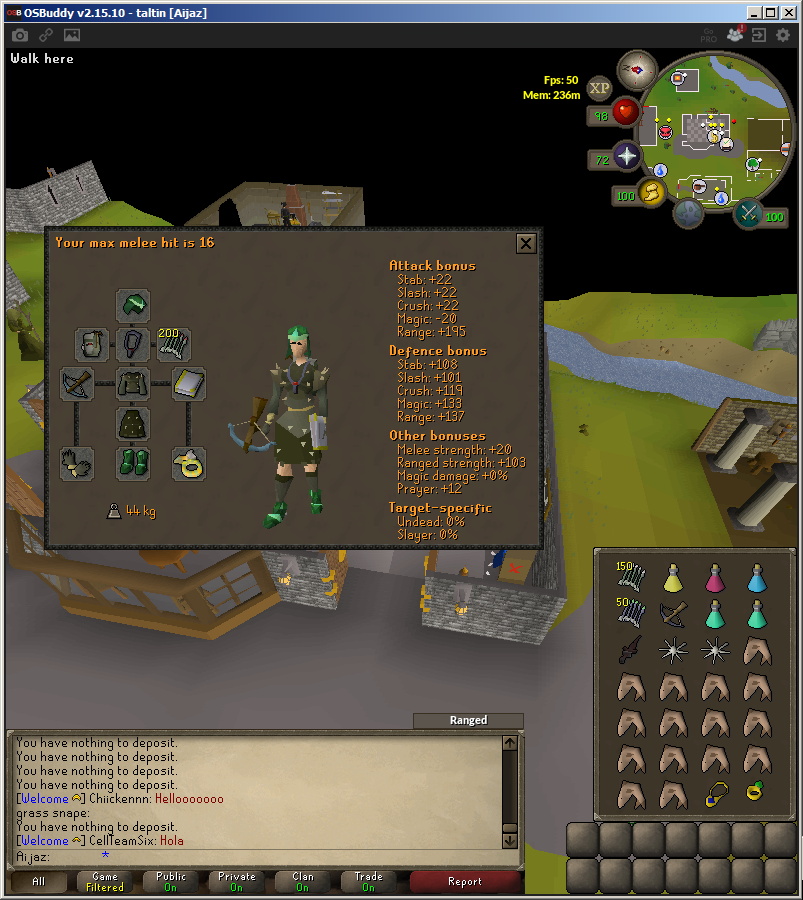 OSB OSBuddy v2.15.10 - taltin [Aijaz]
Go
PRO
Walk here
Fps: 50
Mem: 236m
XP
98
72
100
100
Your max melee hit is 16
200
44 kg
Attack bonus
Stab: +22
Slash: +22
Crush: +22
Magic: -20
Range: +195
Defence bonus
Stab: +108
Slash: +101
Crush: +119
Magic: +133
Range: +137
Other bonuses
Melee strength: +20
Ranged strength: +103
Magic damage: +0%
Prayer: +12
Target-specific
Undead: 0%
Slayer: 0%
150
50
Ranged
You have nothing to deposit.
You have nothing to deposit.
You have nothing to deposit.
You have nothing to deposit.
[Welcome] Chiickennn: Hellooooooo
grass snape:
You have nothing to deposit.
[Welcome] CellTeamSix: Hola
Aijaz: *
All
Game
Filtered
Public
On
Private
On
Clan
On
Trade
On
Report